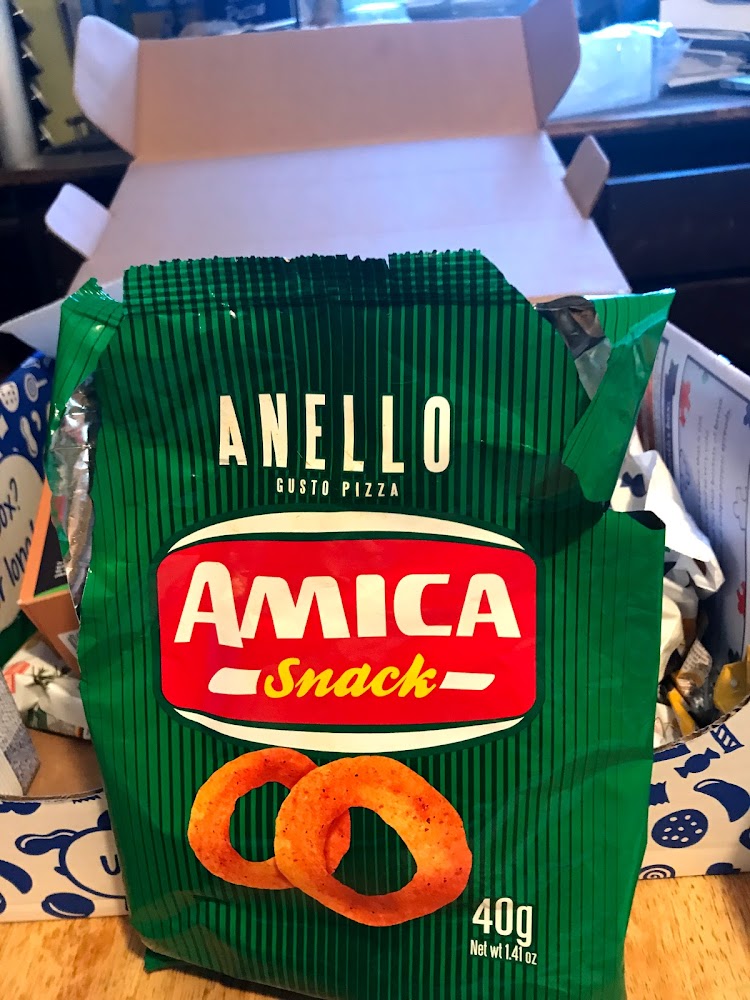 ANELLO
GUSTO PIZZA
AMICA
Snack
40g
Net wt 1.41 oz